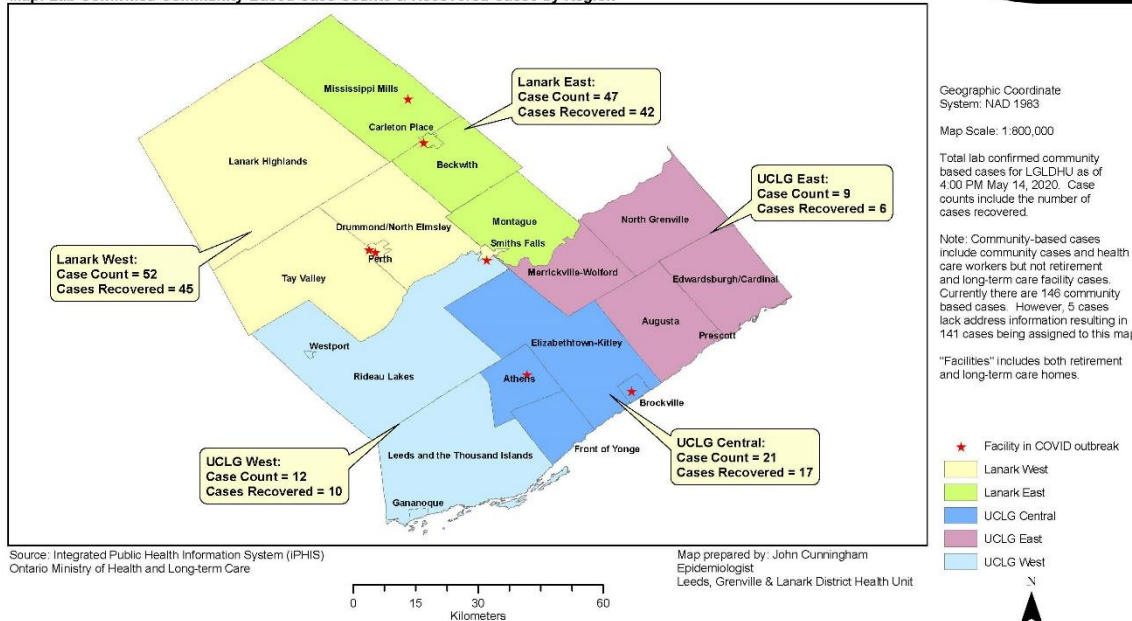 Mississippi Mills
Carleton Place
Beckwith
Lanark Highlands
Drummond/North Elmsley
Montague
Smiths Falls
Perth
Tay Valley
North Grenville
Merrickville-Wolford
Edwardsburgh/Cardinal
Augusta
Prescott
Elizabethtown-Kitley
Westport
Rideau Lakes
Athens
Brockville
Front of Yonge
Leeds and the Thousand Islands
Gananoque
Lanark East:
Case Count = 47
Cases Recovered = 42
UCLG East:
Case Count = 9
Cases Recovered = 6
Lanark West:
Case Count = 52
Cases Recovered = 45
UCLG West:
Case Count = 12
Cases Recovered = 10
UCLG Central:
Case Count = 21
Cases Recovered = 17
Geographic Coordinate
System: NAD 1983
Map Scale: 1:800,000
Total lab confirmed community
based cases for LGLDHU as of
4:00 PM May 14, 2020. Case
counts include the number of
cases recovered.
Note: Community-based cases
include community cases and health
care workers but not retirement
and long-term care facility cases.
Currently there are 146 community
based cases. However, 5 cases
lack address information resulting in
141 cases being assigned to this map
"Facilities" includes both retirement
and long-term care homes.
Facility in COVID outbreak
Lanark West
Lanark East
UCLG Central
UCLG East
UCLG West
N
Source: Integrated Public Health Information System (iPHIS)
Ontario Ministry of Health and Long-term Care
Map prepared by: John Cunningham
Epidemiologist
Leeds, Grenville & Lanark District Health Unit
0 15 30 60
Kilometers